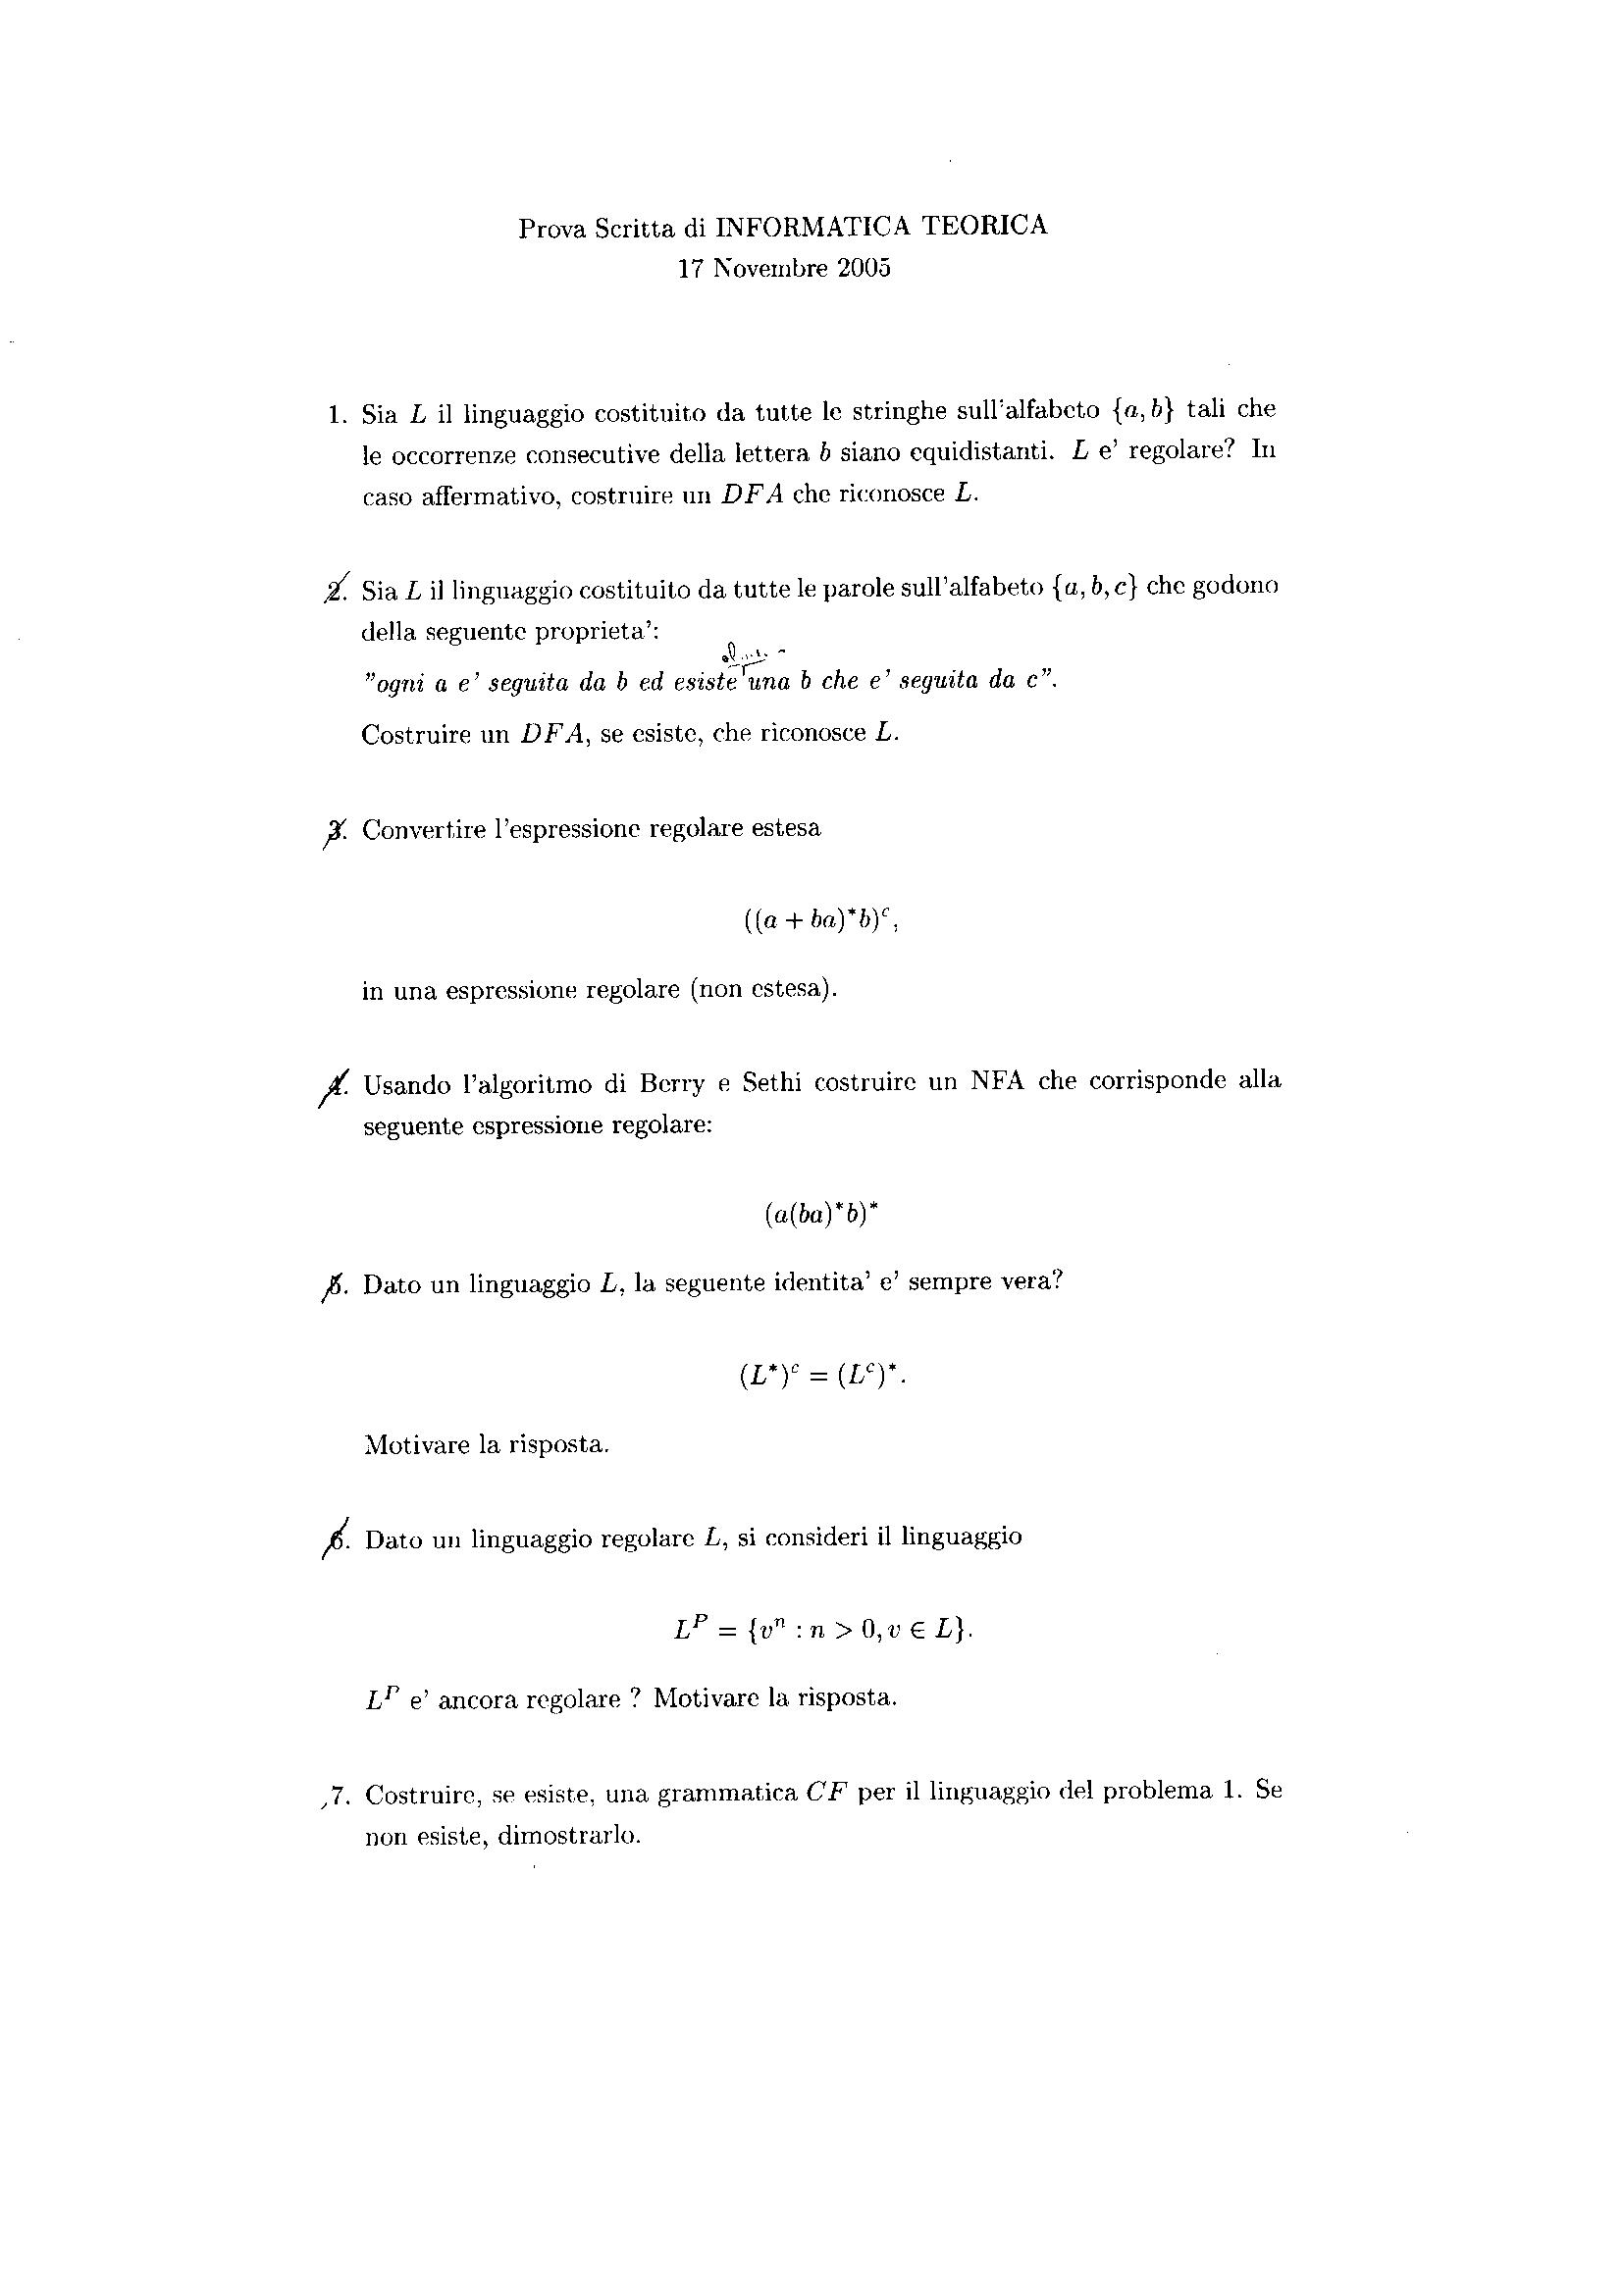 Prova Scritta di INFORMATICA TEORICA
17 Novembre 2005
1. Sia L il linguaggio costituito da tutte le stringhe sull'alfabeto {a, b} tali che
le occorrenze consecutive della lettera b siano equidistanti. L e' regolare? In
caso affermativo, costruire un DFA che riconosce L.
2. Sia L il linguaggio costituito da tutte le parole sull'alfabeto {a, b, c} che godono
della seguente proprieta':
"ogni a e' seguita da b ed esiste una b che e' seguita da c".
Costruire un DFA, se esiste, che riconosce L.
3. Convertire l'espressione regolare estesa
((a + ba)*b)ᶜ,
in una espressione regolare (non estesa).
4. Usando l'algoritmo di Berry e Sethi costruire un NFA che corrisponde alla
seguente espressione regolare:
(a(ba)*b)*
5. Dato un linguaggio L, la seguente identita' e' sempre vera?
(L*)ᶜ = (Lᶜ)*.
Motivare la risposta.
6. Dato un linguaggio regolare L, si consideri il linguaggio
Lᴾ = {vⁿ : n > 0, v ∈ L}.
Lᴾ e' ancora regolare ? Motivare la risposta.
7. Costruire, se esiste, una grammatica CF per il linguaggio del problema 1. Se
non esiste, dimostrarlo.